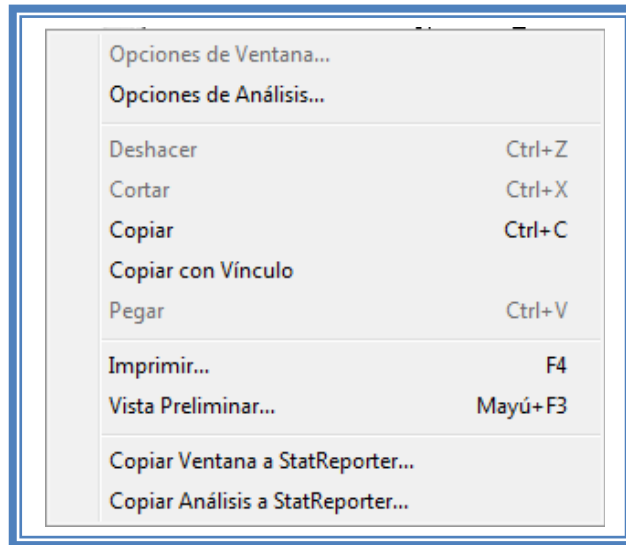 Opciones de Ventana...
Opciones de Análisis...
Deshacer Ctrl+Z
Cortar Ctrl+X
Copiar Ctrl+C
Copiar con Vínculo
Pegar Ctrl+V
Imprimir... F4
Vista Preliminar... Mayú+F3
Copiar Ventana a StatReporter...
Copiar Análisis a StatReporter...